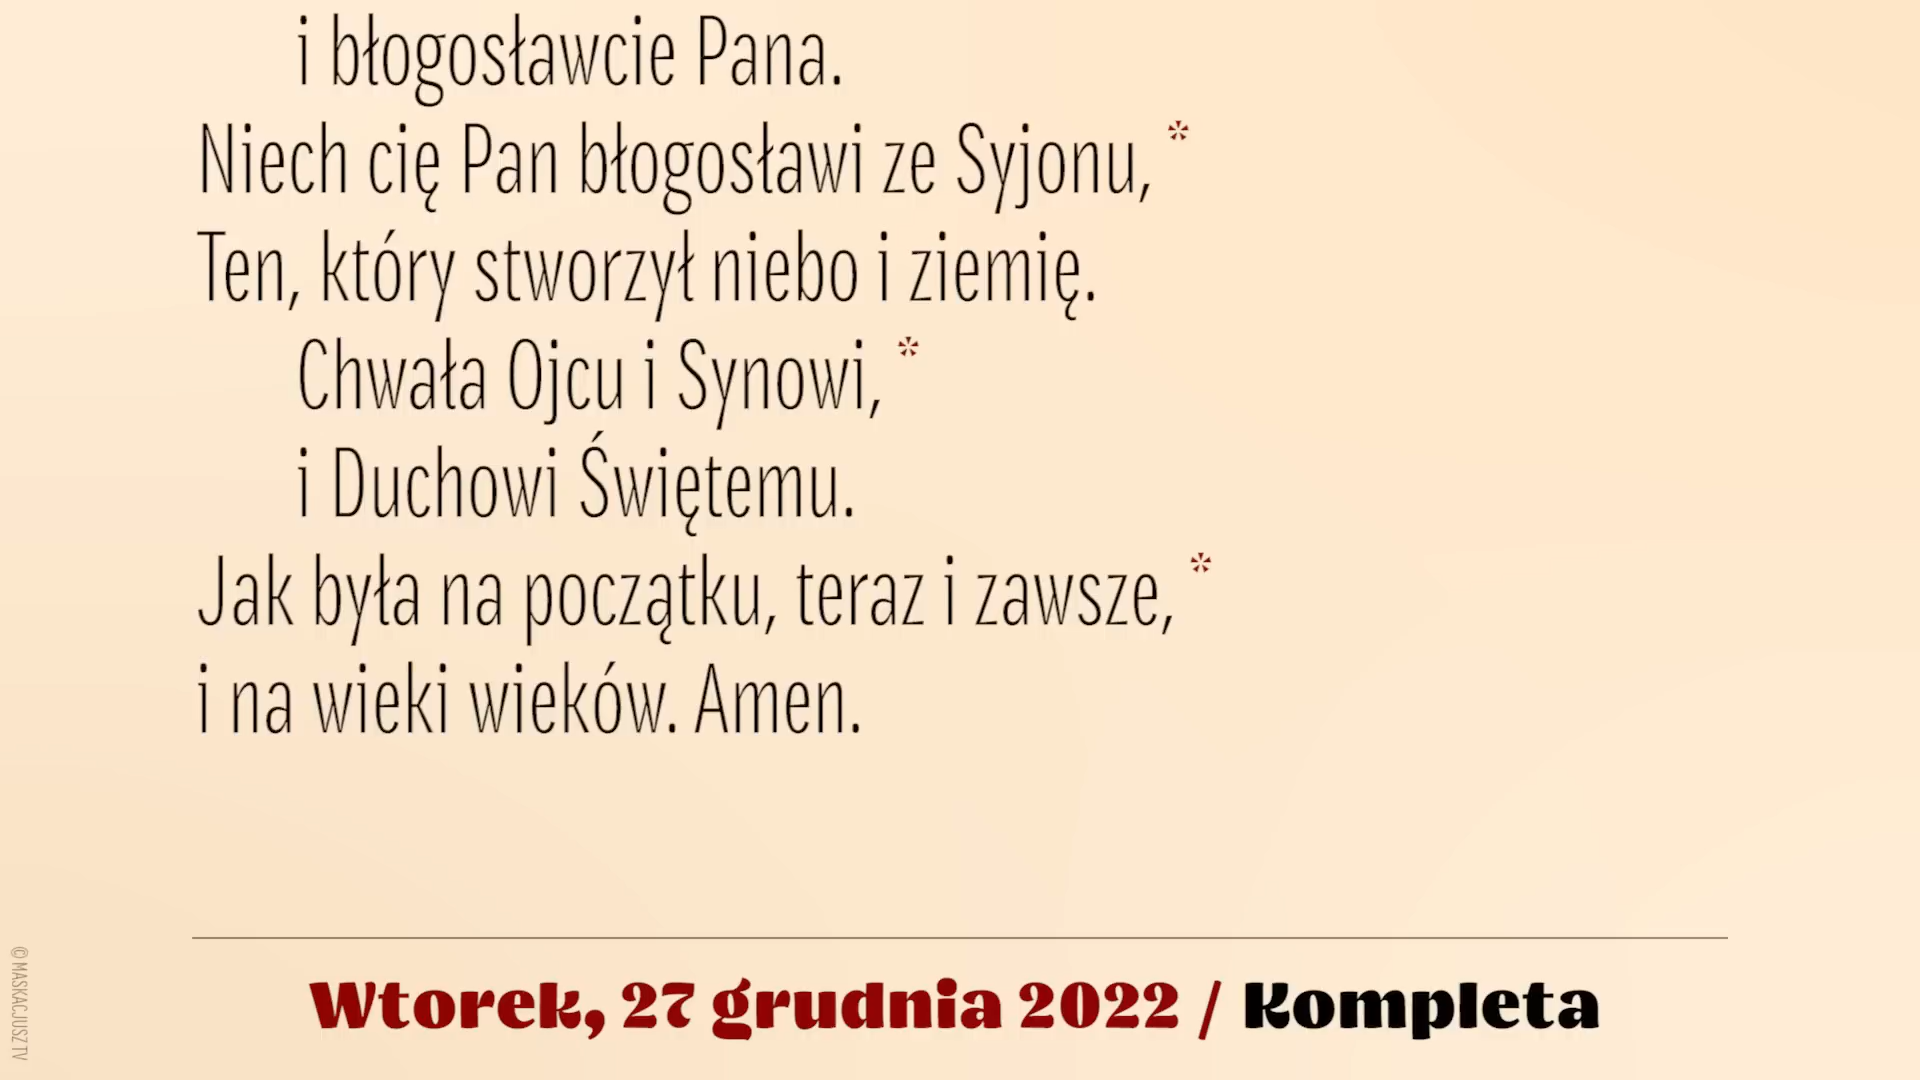 i błogosławcie Pana.
Niech cię Pan błogosławi ze Syjonu, *
Ten, który stworzył niebo i ziemię.
Chwała Ojcu i Synowi, *
i Duchowi Świętemu.
Jak była na początku, teraz i zawsze, *
i na wieki wieków. Amen.
Wtorek, 27 grudnia 2022 / Kompleta
© MASKACJUSZ TV